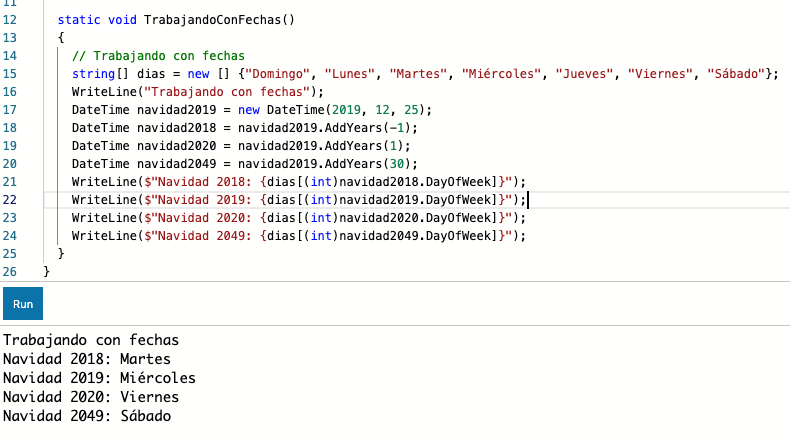 11
12 static void TrabajandoConFechas()
13 {
14 // Trabajando con fechas
15 string[] dias = new [] {"Domingo", "Lunes", "Martes", "Miércoles", "Jueves", "Viernes", "Sábado"};
16 WriteLine("Trabajando con fechas");
17 DateTime navidad2019 = new DateTime(2019, 12, 25);
18 DateTime navidad2018 = navidad2019.AddYears(-1);
19 DateTime navidad2020 = navidad2019.AddYears(1);
20 DateTime navidad2049 = navidad2019.AddYears(30);
21 WriteLine($"Navidad 2018: {dias[(int)navidad2018.DayOfWeek]}");
22 WriteLine($"Navidad 2019: {dias[(int)navidad2019.DayOfWeek]}");
23 WriteLine($"Navidad 2020: {dias[(int)navidad2020.DayOfWeek]}");
24 WriteLine($"Navidad 2049: {dias[(int)navidad2049.DayOfWeek]}");
25 }
26 }
Run
Trabajando con fechas
Navidad 2018: Martes
Navidad 2019: Miércoles
Navidad 2020: Viernes
Navidad 2049: Sábado